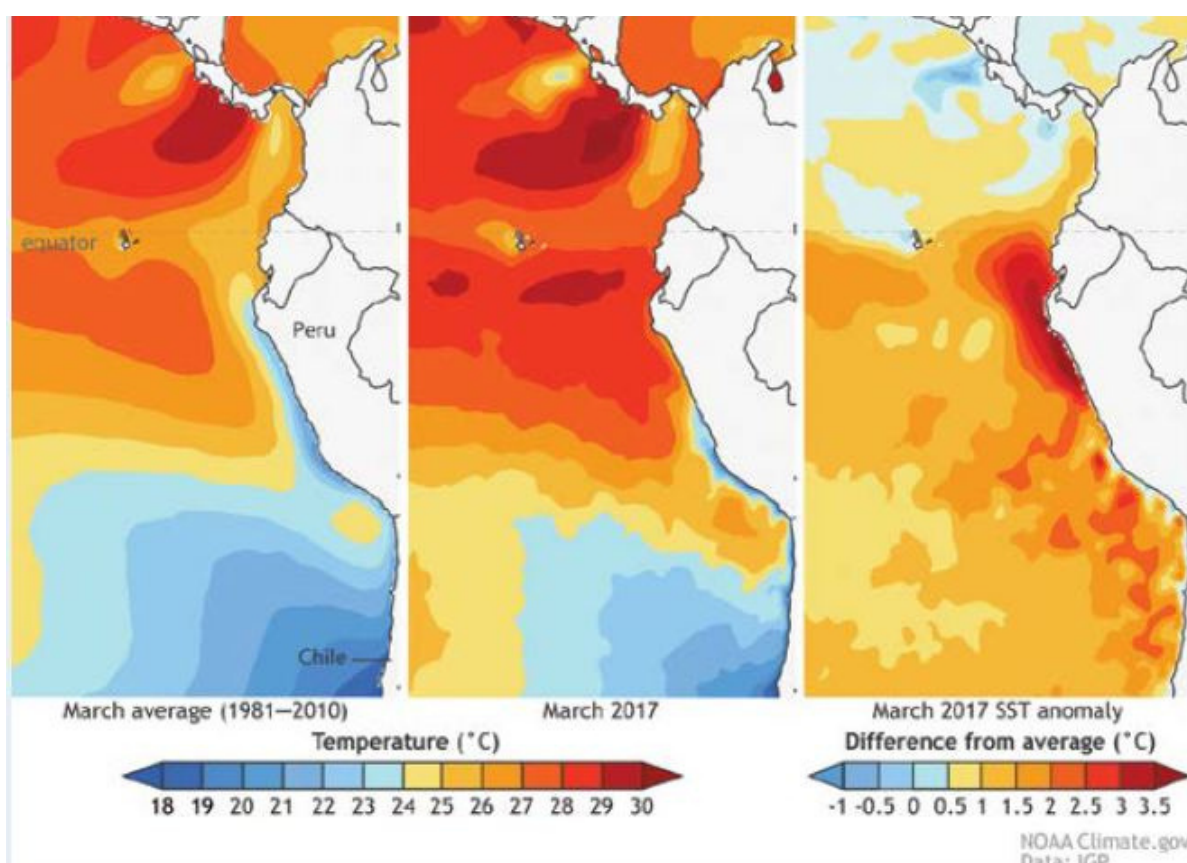 equator
Peru
Chile
March average (1981—2010)
March 2017
March 2017 SST anomaly
Temperature (°C)
Difference from average (°C)
18 19 20 21 22 23 24 25 26 27 28 29 30
-1 -0.5 0 0.5 1 1.5 2 2.5 3 3.5
NOAA Climate.gov
Data: